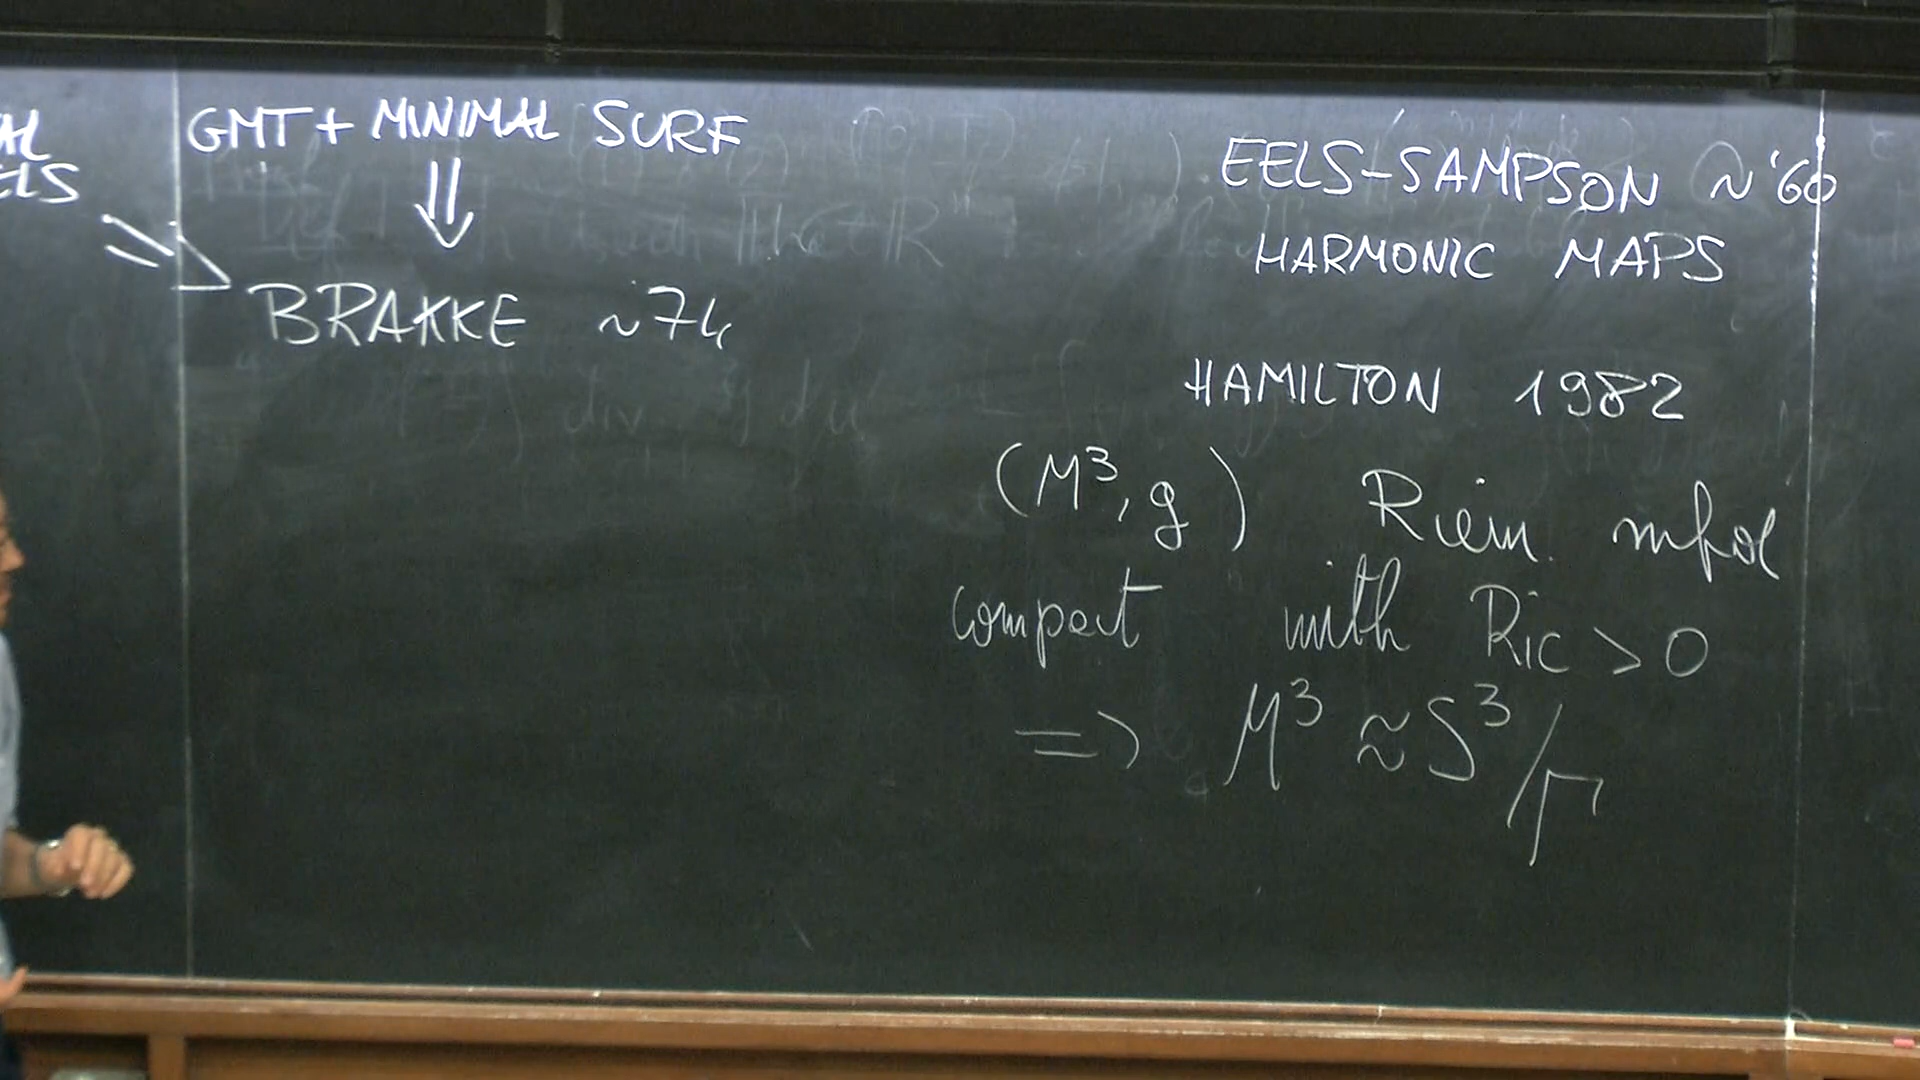 GMT + MINIMAL SURF
⇓
BRAKKE ~74
EELS-SAMPSON ~'60
HARMONIC MAPS
HAMILTON 1982
(M³, g) Riem. mfld
compact with Ric > 0
=> M³ ≈ S³/Γ